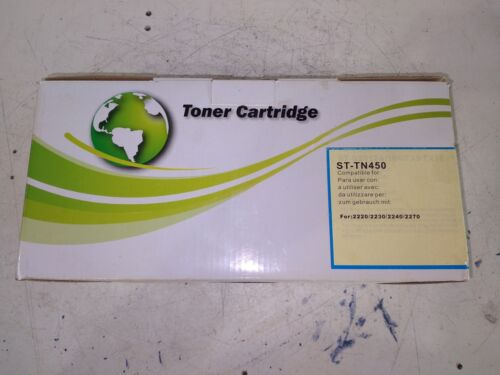 Toner Cartridge
ST-TN450
Compatible for:
Para usar con:
a utiliser avec:
da utilizzare per:
zum gebrauch mit:
For:2220/2230/2240/2270